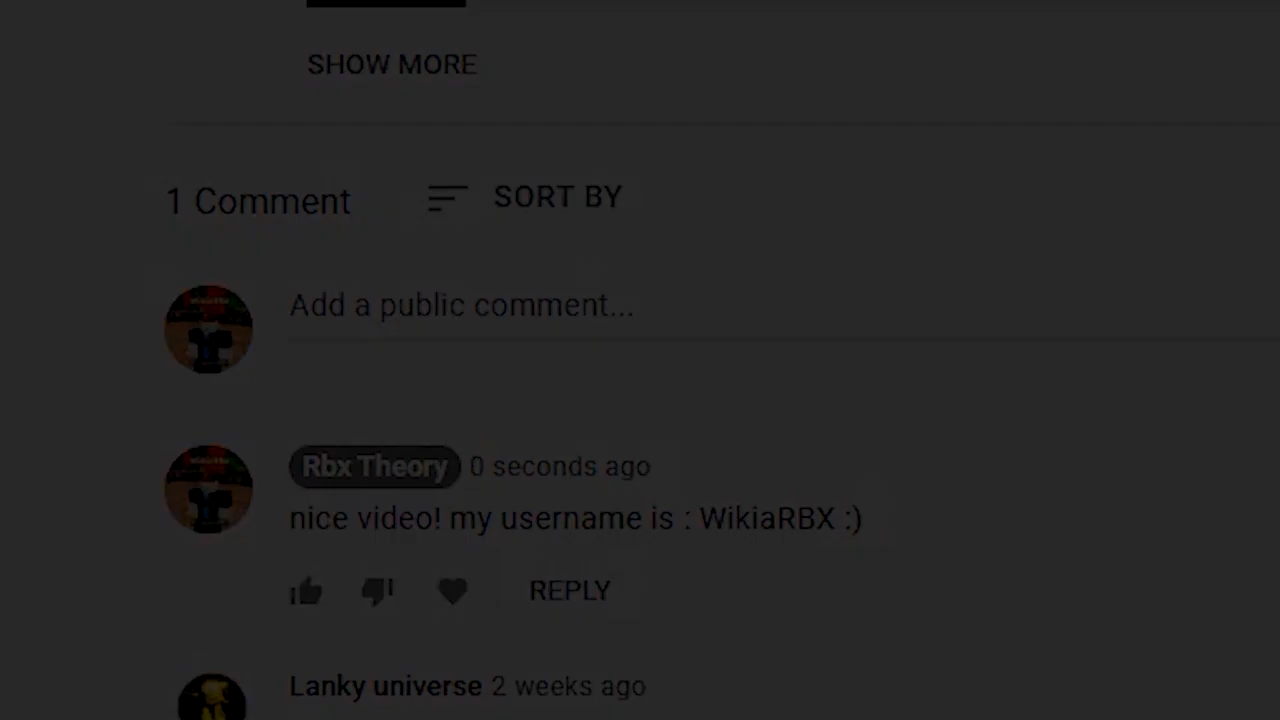 SHOW MORE
1 Comment
SORT BY
Add a public comment...
Rbx Theory 0 seconds ago
nice video! my username is : WikiaRBX :)
REPLY
Lanky universe 2 weeks ago